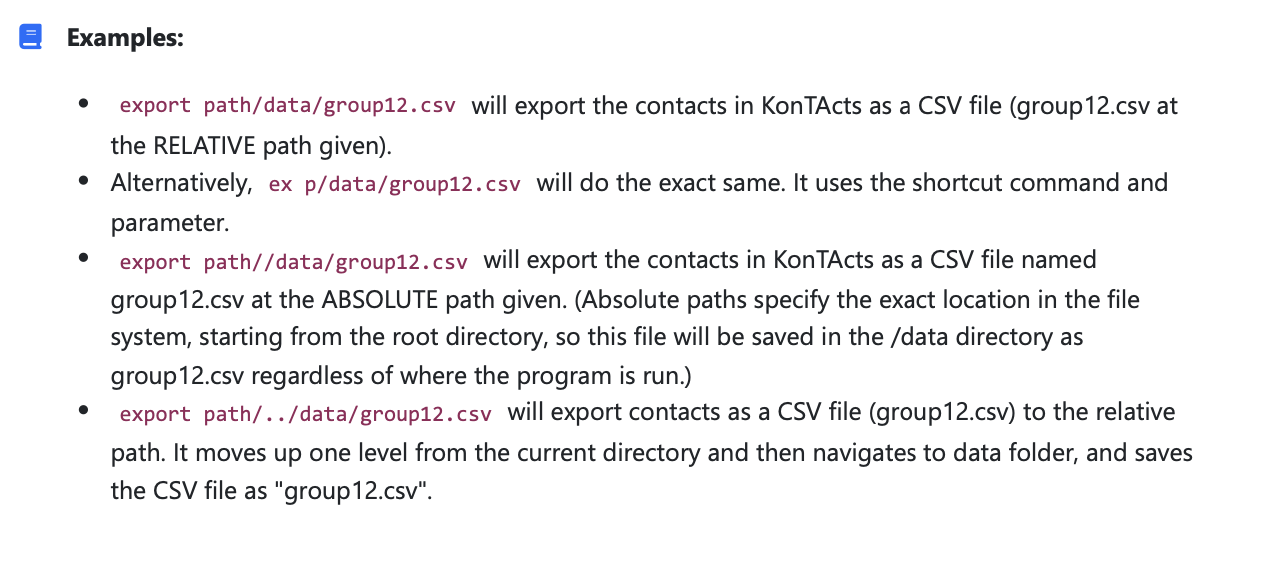 Examples:
export path/data/group12.csv will export the contacts in KonTActs as a CSV file (group12.csv at
the RELATIVE path given).
Alternatively, ex p/data/group12.csv will do the exact same. It uses the shortcut command and
parameter.
export path//data/group12.csv will export the contacts in KonTActs as a CSV file named
group12.csv at the ABSOLUTE path given. (Absolute paths specify the exact location in the file
system, starting from the root directory, so this file will be saved in the /data directory as
group12.csv regardless of where the program is run.)
export path/../data/group12.csv will export contacts as a CSV file (group12.csv) to the relative
path. It moves up one level from the current directory and then navigates to data folder, and saves
the CSV file as "group12.csv".